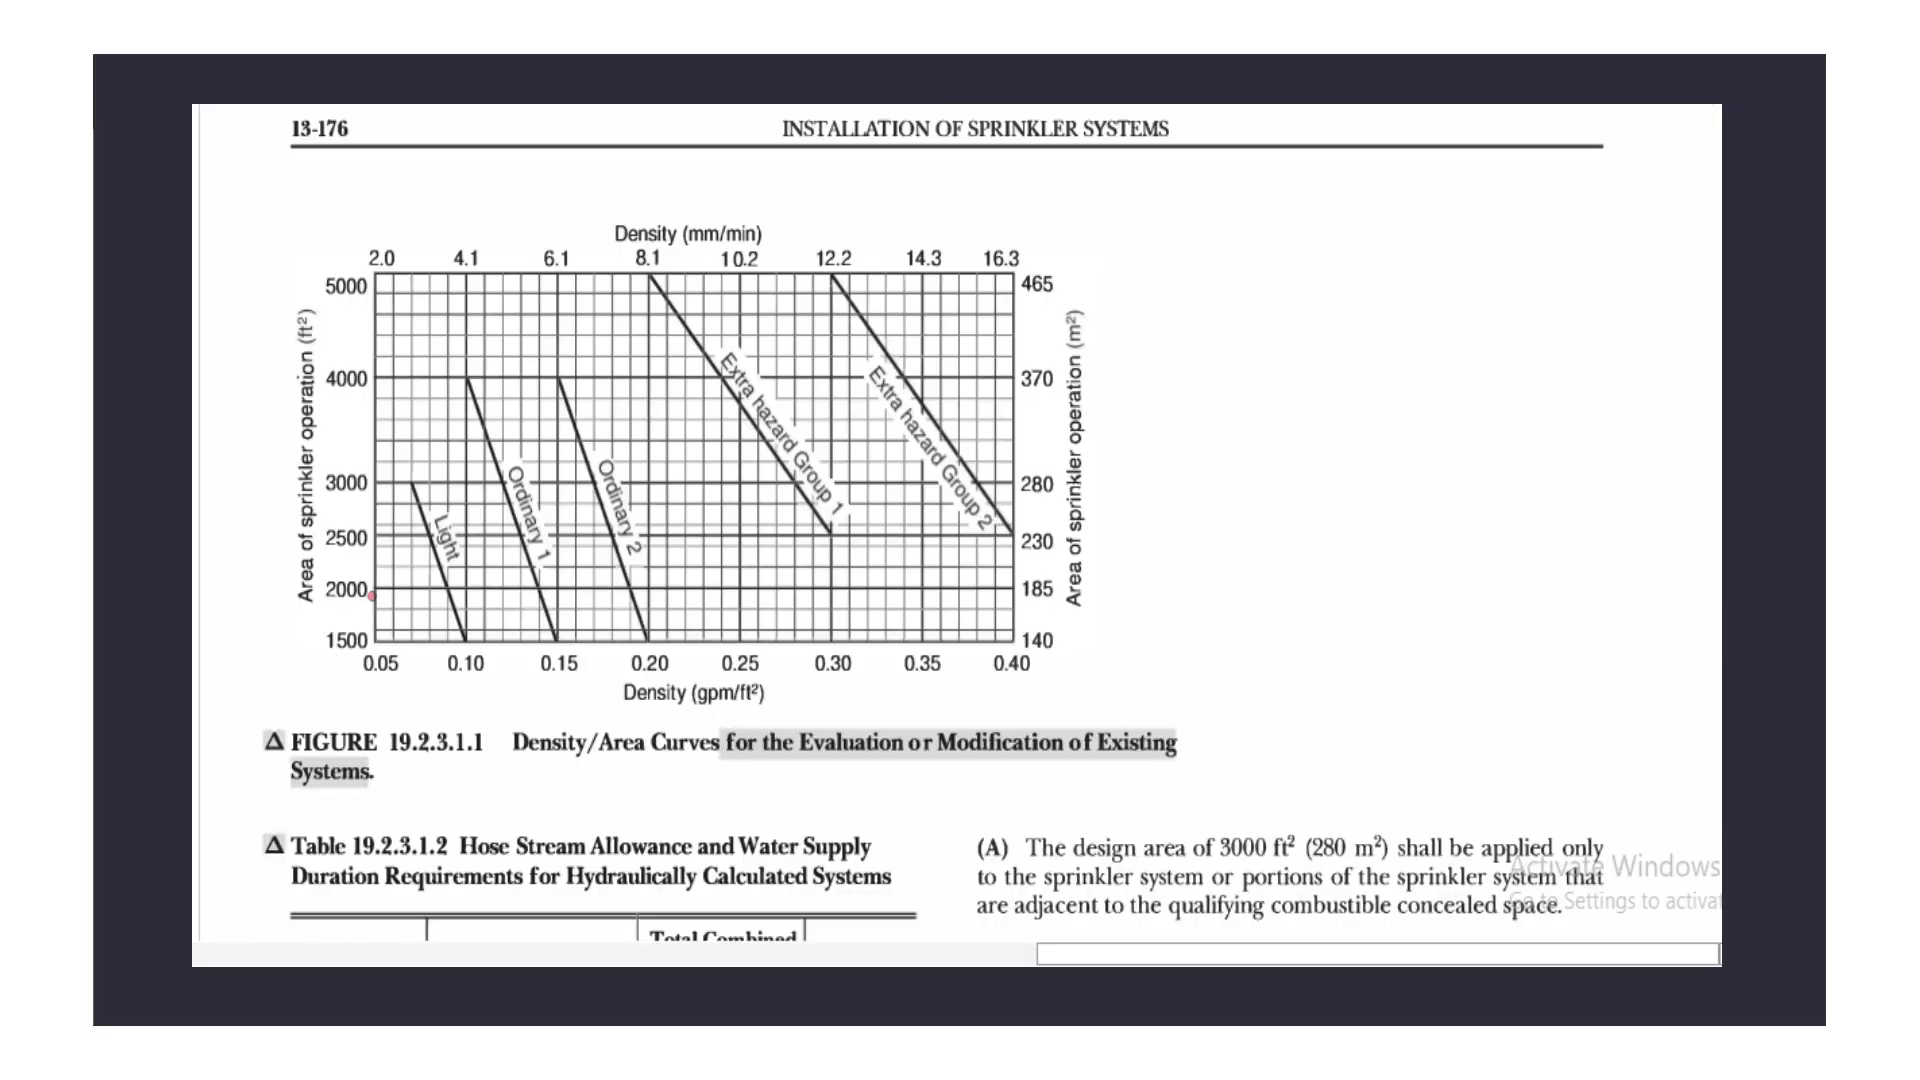 13-176
INSTALLATION OF SPRINKLER SYSTEMS
Density (mm/min)
2.0 4.1 6.1 8.1 10.2 12.2 14.3 16.3
Area of sprinkler operation (ft²)
5000
4000
3000
2500
2000
1500
Light
Ordinary 1
Ordinary 2
Extra hazard Group 1
Extra hazard Group 2
465
370
280
230
185
140
Area of sprinkler operation (m²)
0.05 0.10 0.15 0.20 0.25 0.30 0.35 0.40
Density (gpm/ft²)
Δ FIGURE 19.2.3.1.1 Density/Area Curves for the Evaluation or Modification of Existing
Systems.
Δ Table 19.2.3.1.2 Hose Stream Allowance and Water Supply
Duration Requirements for Hydraulically Calculated Systems
Total Combined
(A) The design area of 3000 ft² (280 m²) shall be applied only
to the sprinkler system or portions of the sprinkler system that
are adjacent to the qualifying combustible concealed space.
Activate Windows
Go to Settings to activat